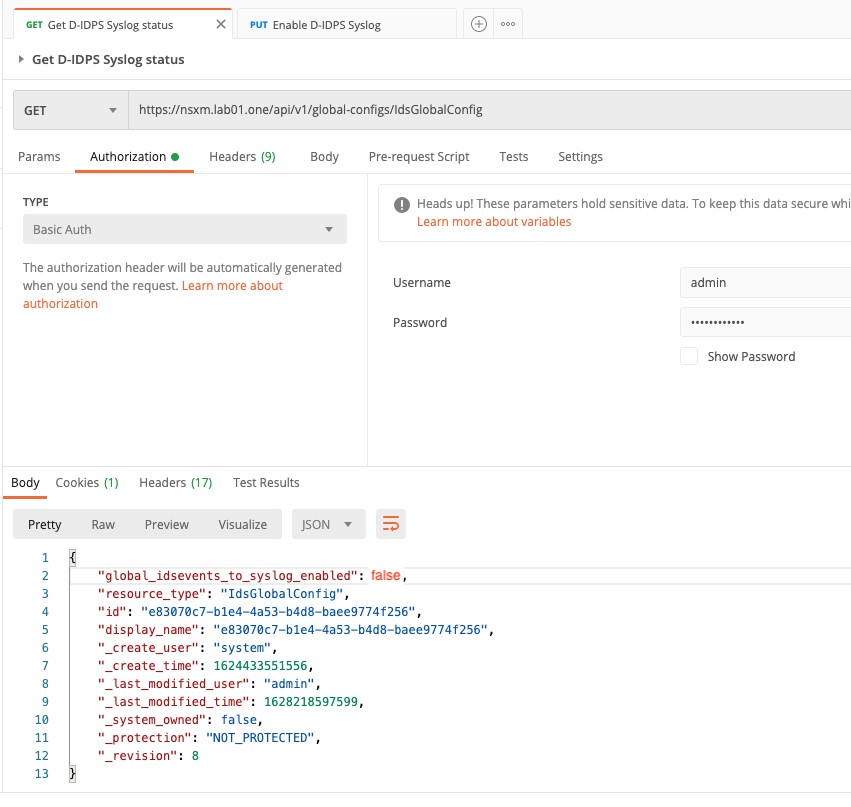 GET Get D-IDPS Syslog status
PUT Enable D-IDPS Syslog
Get D-IDPS Syslog status
GET https://nsxm.lab01.one/api/v1/global-configs/IdsGlobalConfig
Params Authorization Headers (9) Body Pre-request Script Tests Settings
TYPE
Basic Auth
The authorization header will be automatically generated
when you send the request. Learn more about
authorization
Heads up! These parameters hold sensitive data. To keep this data secure whi
Learn more about variables
Username admin
Password ••••••••••••
Show Password
Body Cookies (1) Headers (17) Test Results
Pretty Raw Preview Visualize JSON
1 {
2 "global_idsevents_to_syslog_enabled": false,
3 "resource_type": "IdsGlobalConfig",
4 "id": "e83070c7-b1e4-4a53-b4d8-baee9774f256",
5 "display_name": "e83070c7-b1e4-4a53-b4d8-baee9774f256",
6 "_create_user": "system",
7 "_create_time": 1624433551556,
8 "_last_modified_user": "admin",
9 "_last_modified_time": 1628218597599,
10 "_system_owned": false,
11 "_protection": "NOT_PROTECTED",
12 "_revision": 8
13 }